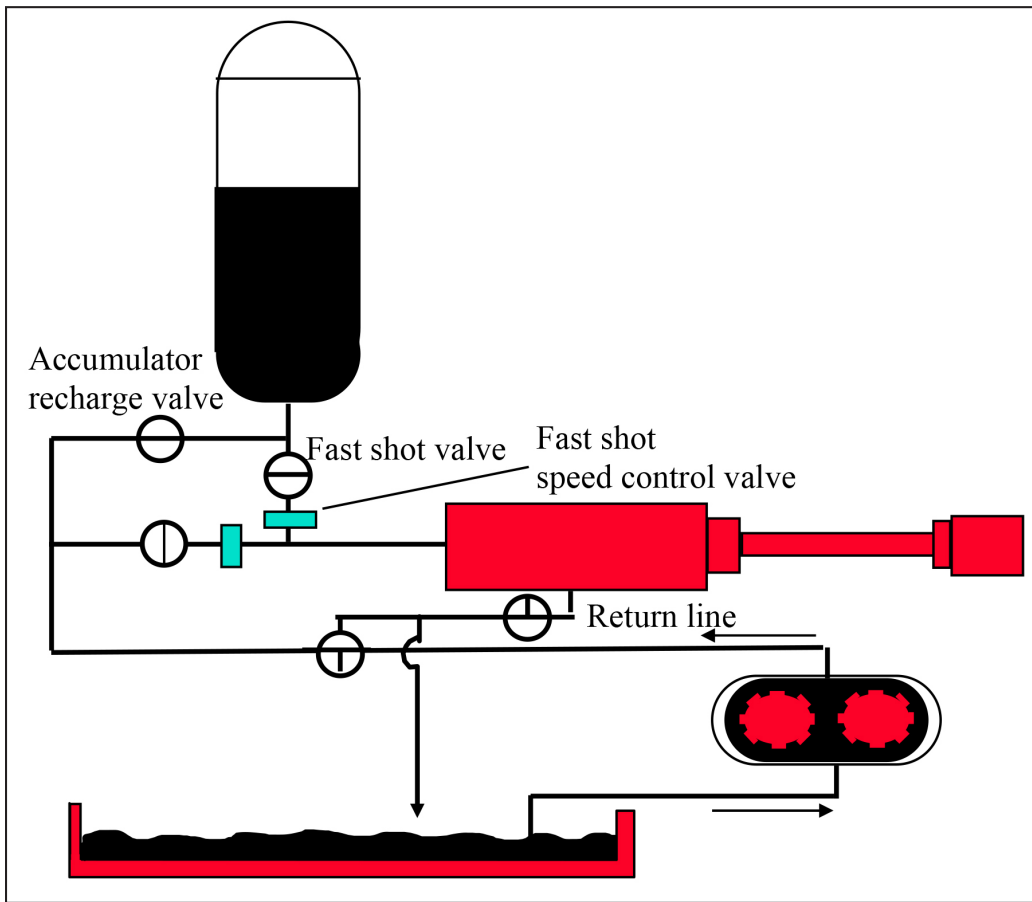 Accumulator
recharge valve
Fast shot valve
Fast shot
speed control valve
Return line